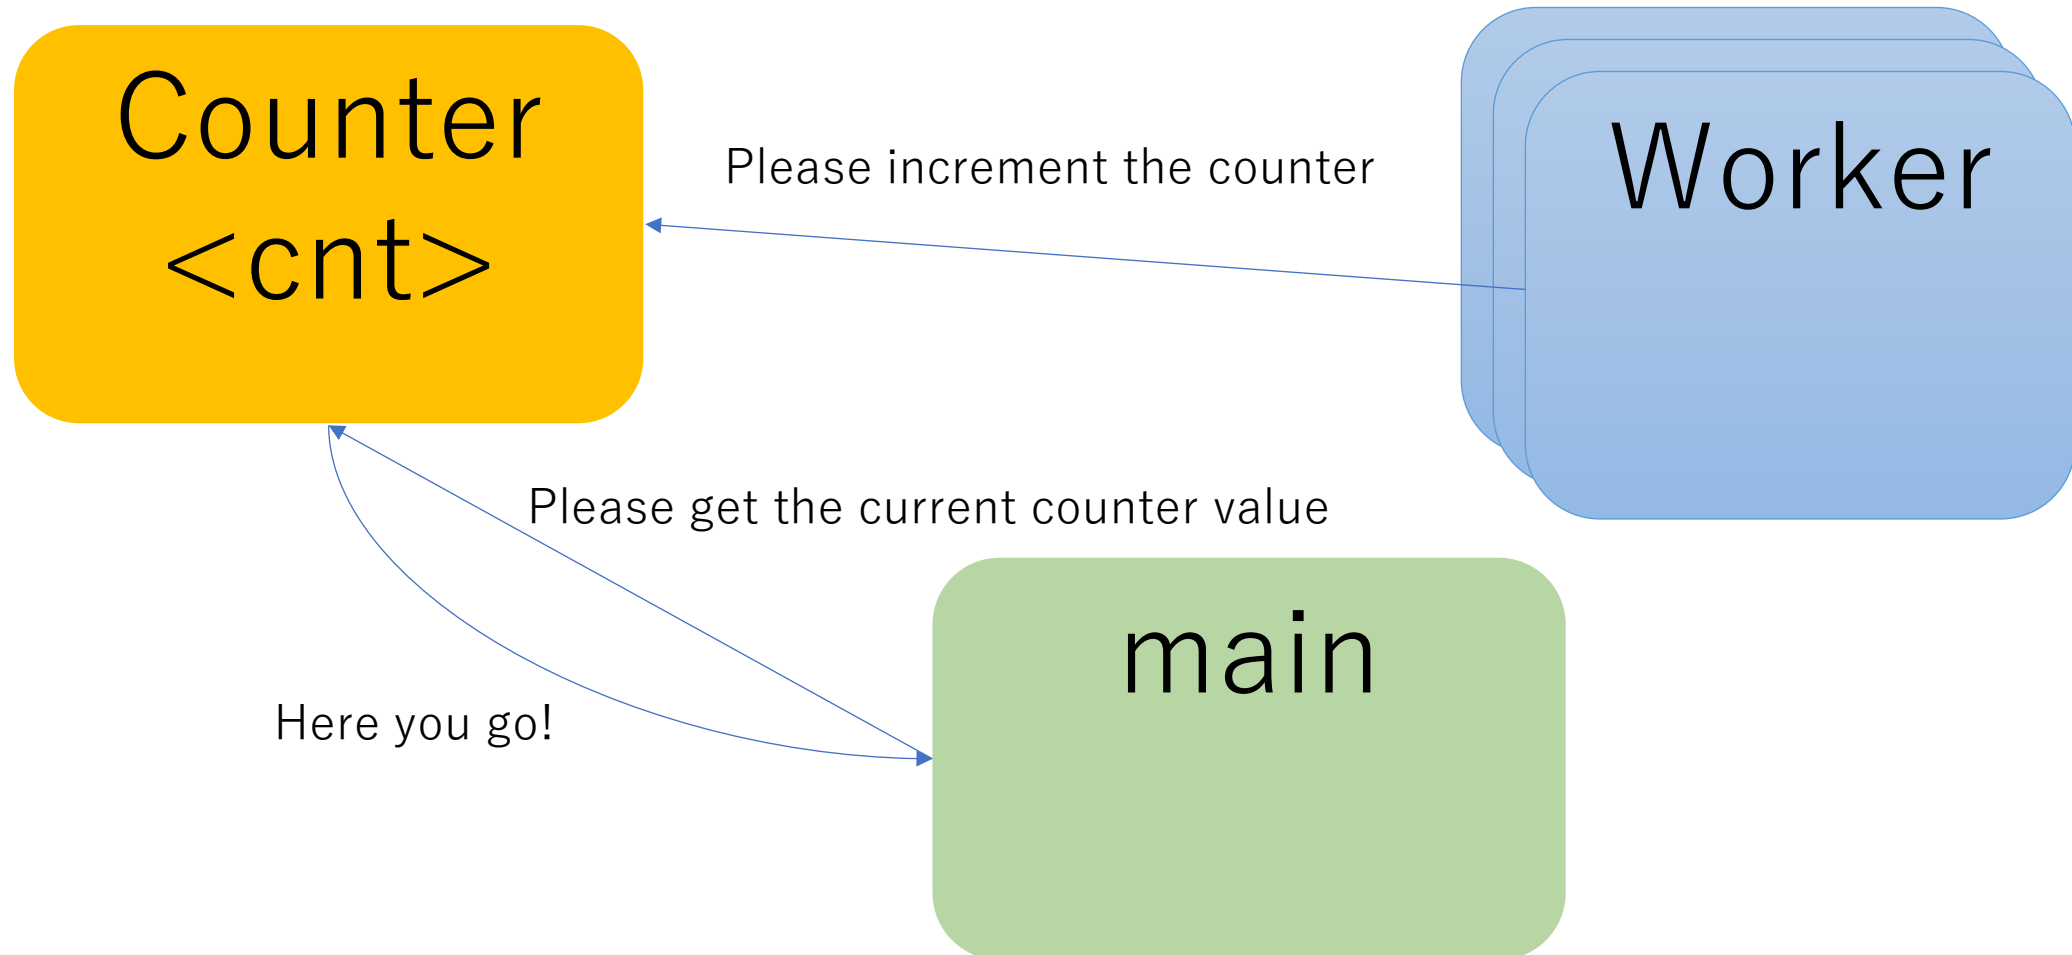 Counter
<cnt>
Please increment the counter
Worker
Please get the current counter value
main
Here you go!